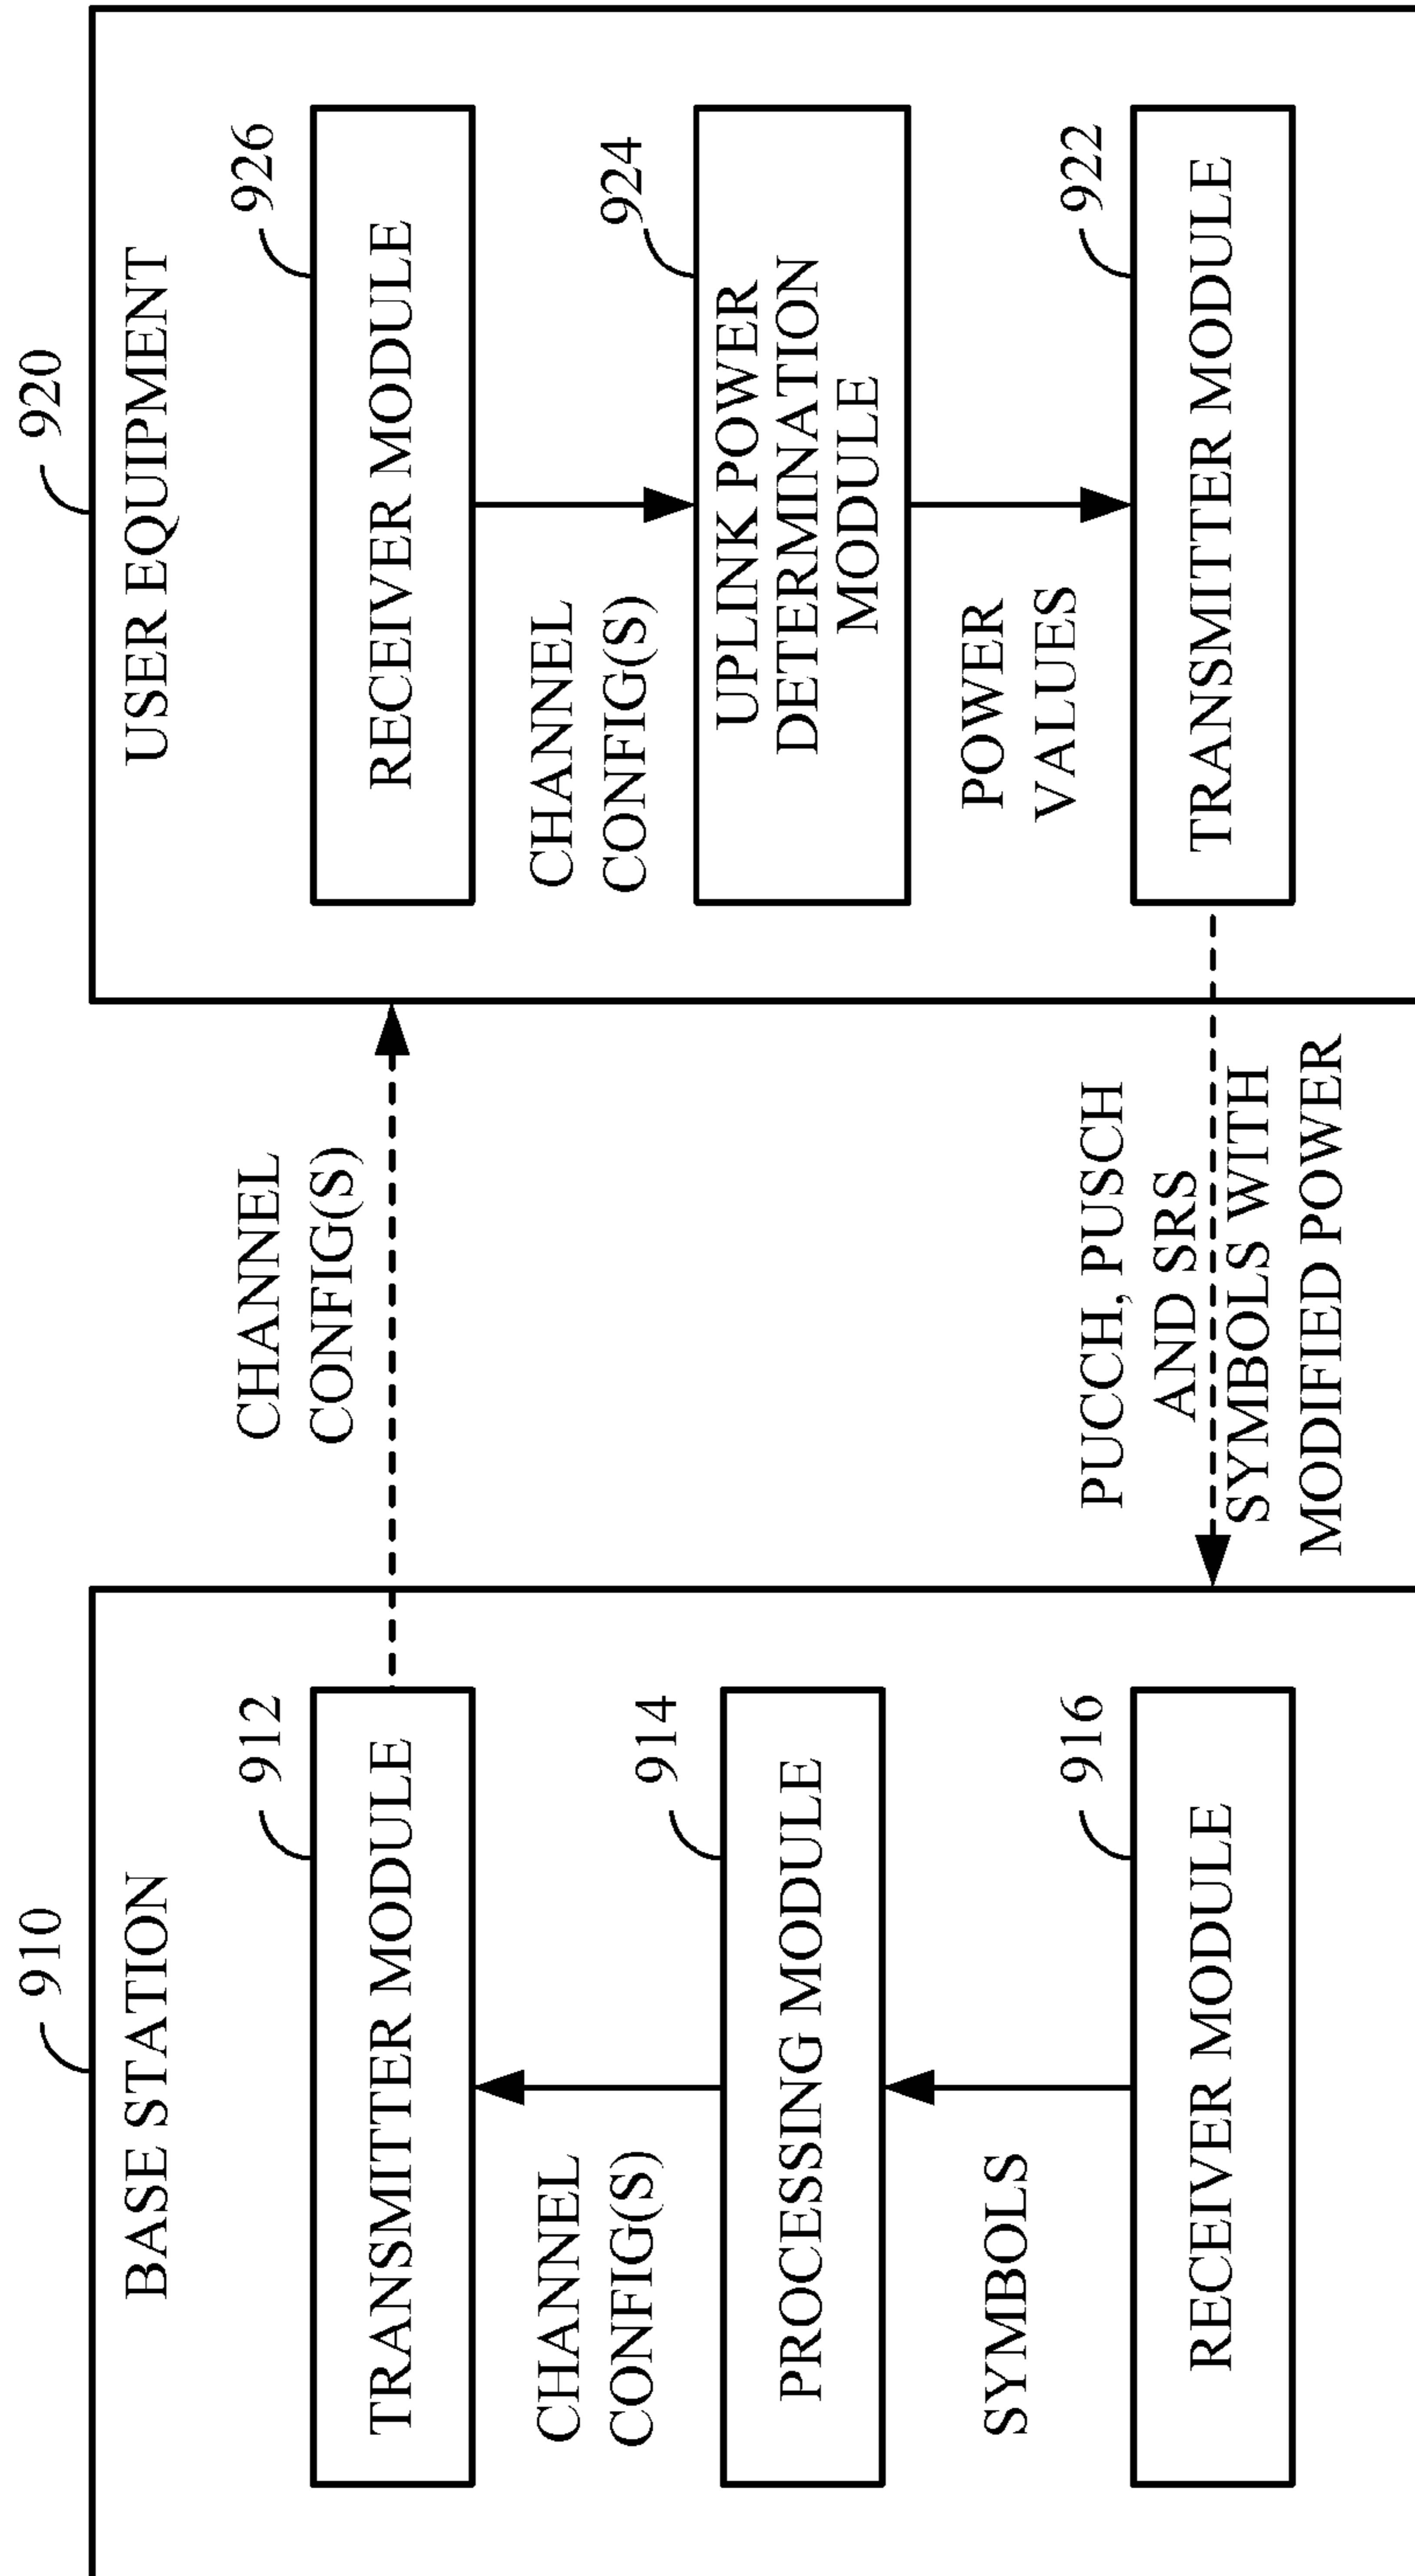 910
BASE STATION
912
TRANSMITTER MODULE
CHANNEL
CONFIG(S)
914
PROCESSING MODULE
SYMBOLS
916
RECEIVER MODULE
CHANNEL
CONFIG(S)
PUCCH, PUSCH
AND SRS
SYMBOLS WITH
MODIFIED POWER
920
USER EQUIPMENT
926
RECEIVER MODULE
CHANNEL
CONFIG(S)
924
UPLINK POWER
DETERMINATION
MODULE
POWER
VALUES
922
TRANSMITTER MODULE